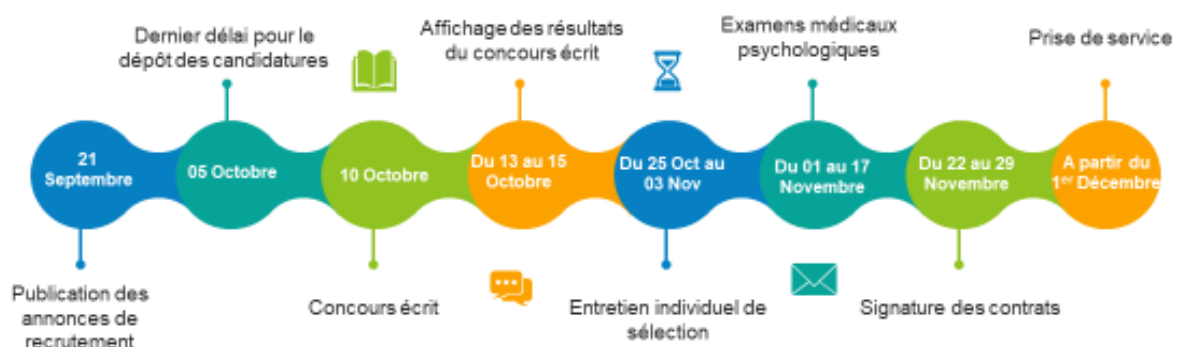 Dernier délai pour le
dépôt des candidatures
Affichage des résultats
du concours écrit
Examens médicaux
psychologiques
Prise de service
21
Septembre
05 Octobre
10 Octobre
Du 13 au 15
Octobre
Du 25 Oct au
03 Nov
Du 01 au 17
Novembre
Du 22 au 29
Novembre
A partir du
1er Décembre
Publication des
annonces de
recrutement
Concours écrit
Entretien individuel de
sélection
Signature des contrats